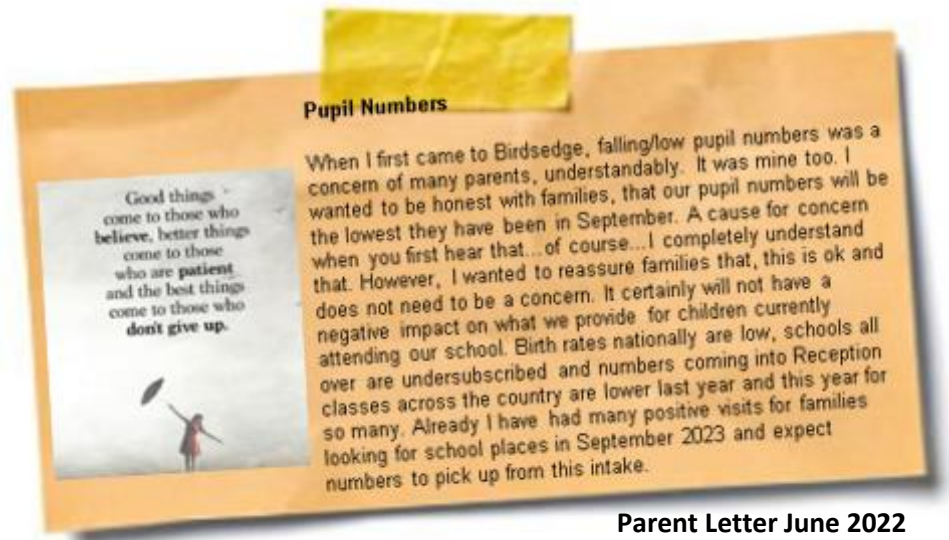 Pupil Numbers
When I first came to Birdsedge, falling/low pupil numbers was a
concern of many parents, understandably. It was mine too. I
wanted to be honest with families, that our pupil numbers will be
the lowest they have been in September. A cause for concern
when you first hear that...of course...I completely understand
that. However, I wanted to reassure families that, this is ok and
does not need to be a concern. It certainly will not have a
negative impact on what we provide for children currently
attending our school. Birth rates nationally are low, schools all
over are undersubscribed and numbers coming into Reception
classes across the country are lower last year and this year for
so many. Already I have had many positive visits for families
looking for school places in September 2023 and expect
numbers to pick up from this intake.
Good things
come to those who
believe, better things
come to those
who are patient
and the best things
come to those who
don't give up.
Parent Letter June 2022